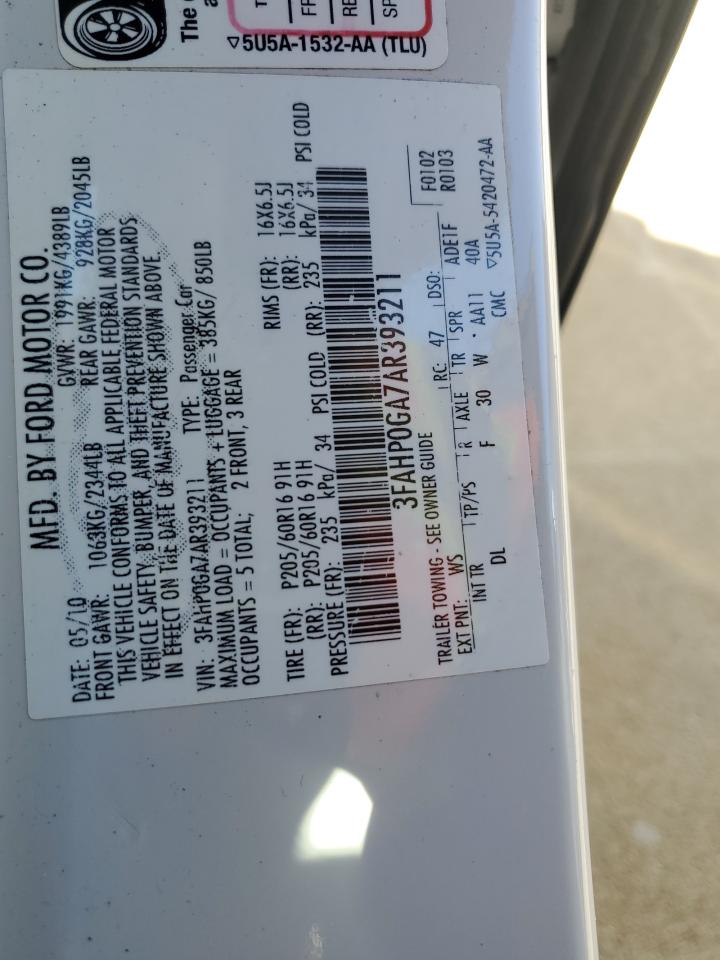 The
a
T
FR
RE
SP
▽5U5A-1532-AA (TLU)
MFD. BY FORD MOTOR CO.
DATE: 05/10 GVWR: 1991KG/4389LB
FRONT GAWR: 1063KG/2344LB REAR GAWR: 928KG/2045LB
THIS VEHICLE CONFORMS TO ALL APPLICABLE FEDERAL MOTOR
VEHICLE SAFETY, BUMPER, AND THEFT PREVENTION STANDARDS
IN EFFECT ON THE DATE OF MANUFACTURE SHOWN ABOVE.
VIN: 3FAHP0GA7AR393211 TYPE: Passenger Car
MAXIMUM LOAD = OCCUPANTS + LUGGAGE = 385KG/ 850LB
OCCUPANTS = 5 TOTAL; 2 FRONT, 3 REAR
TIRE (FR): P205/60R16 91H RIMS (FR): 16X6.5J
(RR): P205/60R16 91H (RR): 16X6.5J
PRESSURE (FR): 235 kPa/ 34 PSI COLD (RR): 235 kPa/ 34 PSI COLD
3FAHP0GA7AR393211
TRAILER TOWING - SEE OWNER GUIDE
F0102
R0103
EXT PNT: WS RC: 47 DSO:
INT TR TP/PS R AXLE TR SPR ADE1F
DL F 30 W · AA11 40A
CMC ▽5U5A-5420472-AA